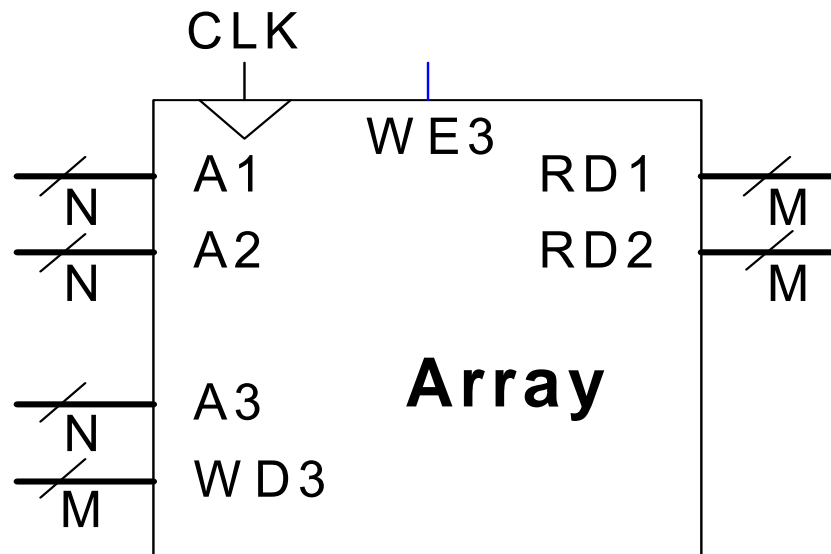 CLK
WE3
A1 RD1
N M
A2 RD2
N M
Array
A3
N
WD3
M